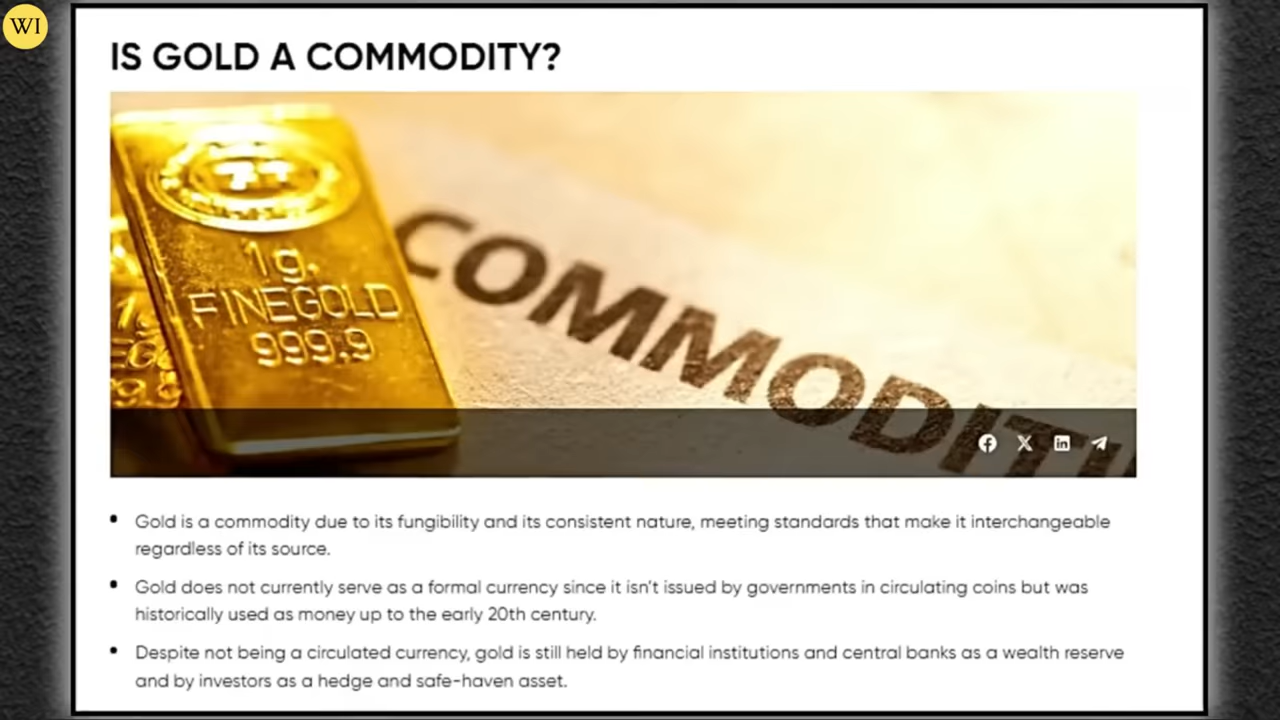 WI
IS GOLD A COMMODITY?
1g.
FINEGOLD
999.9
COMMODIT
• Gold is a commodity due to its fungibility and its consistent nature, meeting standards that make it interchangeable
regardless of its source.
• Gold does not currently serve as a formal currency since it isn't issued by governments in circulating coins but was
historically used as money up to the early 20th century.
• Despite not being a circulated currency, gold is still held by financial institutions and central banks as a wealth reserve
and by investors as a hedge and safe-haven asset.